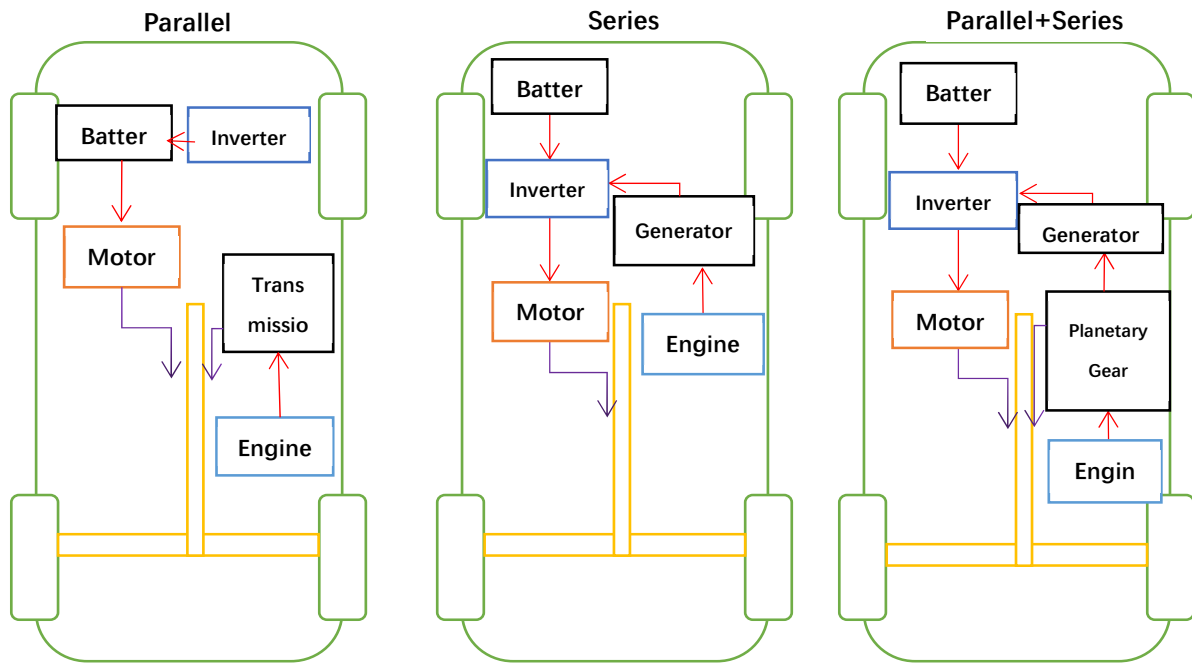 Parallel
Batter
Inverter
Motor
Trans
missio
Engine
Series
Batter
Inverter
Generator
Motor
Engine
Parallel+Series
Batter
Inverter
Generator
Motor
Planetary
Gear
Engin